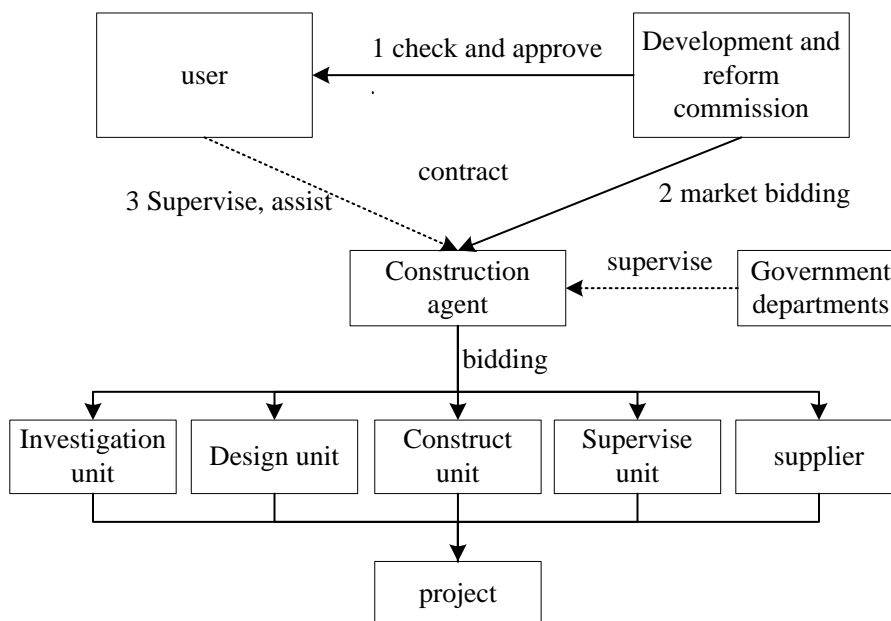 1 check and approve
Development and
reform
commission
user
contract
3 Supervise, assist
2 market bidding
Construction
agent
supervise
Government
departments
bidding
Investigation
unit
Design unit
Construct
unit
Supervise
unit
supplier
project